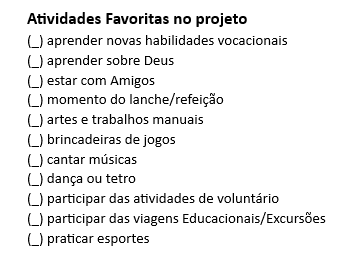 Atividades Favoritas no projeto
(_) aprender novas habilidades vocacionais
(_) aprender sobre Deus
(_) estar com Amigos
(_) momento do lanche/refeição
(_) artes e trabalhos manuais
(_) brincadeiras de jogos
(_) cantar músicas
(_) dança ou tetro
(_) participar das atividades de voluntário
(_) participar das viagens Educacionais/Excursões
(_) praticar esportes